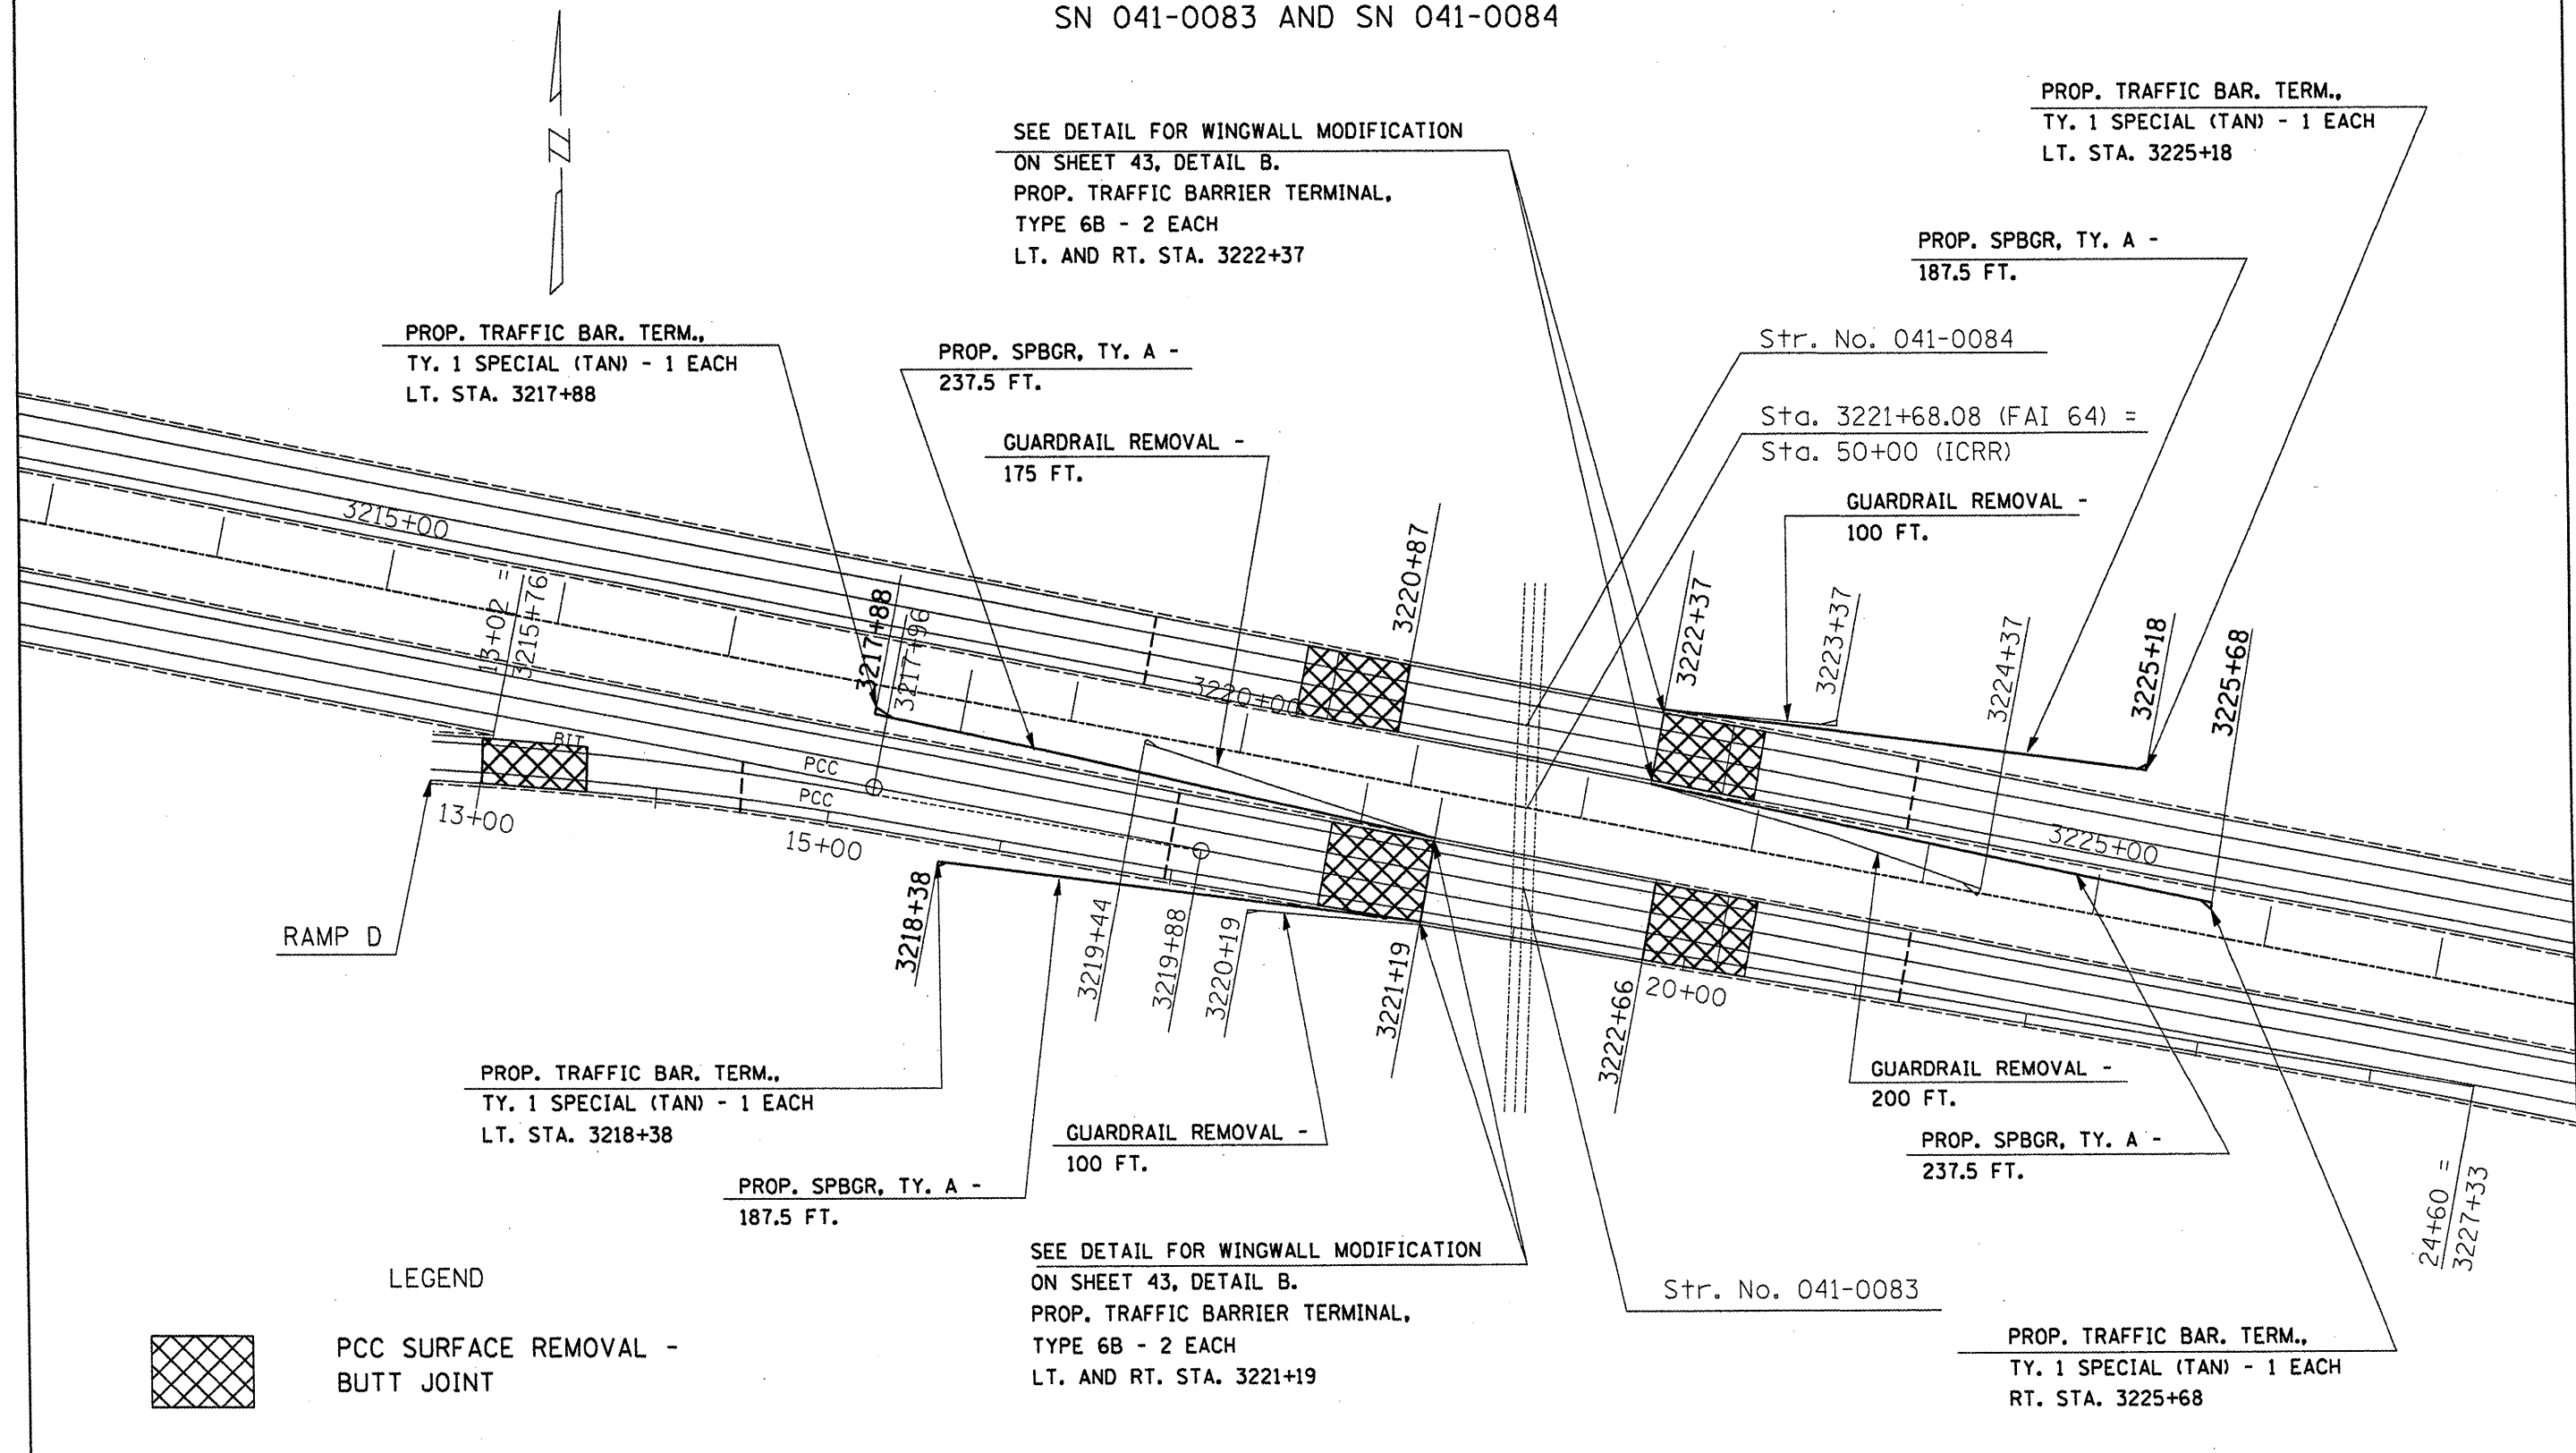 SN 041-0083 AND SN 041-0084
PROP. TRAFFIC BAR. TERM.,
TY. 1 SPECIAL (TAN) - 1 EACH
LT. STA. 3225+18
SEE DETAIL FOR WINGWALL MODIFICATION
ON SHEET 43, DETAIL B.
PROP. TRAFFIC BARRIER TERMINAL,
TYPE 6B - 2 EACH
LT. AND RT. STA. 3222+37
N
PROP. SPBGR, TY. A -
187.5 FT.
PROP. TRAFFIC BAR. TERM.,
TY. 1 SPECIAL (TAN) - 1 EACH
LT. STA. 3217+88
PROP. SPBGR, TY. A -
237.5 FT.
Str. No. 041-0084
GUARDRAIL REMOVAL -
175 FT.
Sta. 3221+68.08 (FAI 64) =
Sta. 50+00 (ICRR)
GUARDRAIL REMOVAL -
100 FT.
3215+00
13+02 =
3215+76
3217+88
3217+96
3220+00
3220+87
3222+37
3223+37
3224+37
3225+18
3225+68
BIT
PCC
PCC
13+00
15+00
3225+00
RAMP D
3218+38
3219+44
3219+88
3220+19
3221+19
3222+66
20+00
PROP. TRAFFIC BAR. TERM.,
TY. 1 SPECIAL (TAN) - 1 EACH
LT. STA. 3218+38
GUARDRAIL REMOVAL -
100 FT.
GUARDRAIL REMOVAL -
200 FT.
PROP. SPBGR, TY. A -
237.5 FT.
24+60 =
3227+33
PROP. SPBGR, TY. A -
187.5 FT.
SEE DETAIL FOR WINGWALL MODIFICATION
ON SHEET 43, DETAIL B.
PROP. TRAFFIC BARRIER TERMINAL,
TYPE 6B - 2 EACH
LT. AND RT. STA. 3221+19
Str. No. 041-0083
PROP. TRAFFIC BAR. TERM.,
TY. 1 SPECIAL (TAN) - 1 EACH
RT. STA. 3225+68
LEGEND
PCC SURFACE REMOVAL -
BUTT JOINT